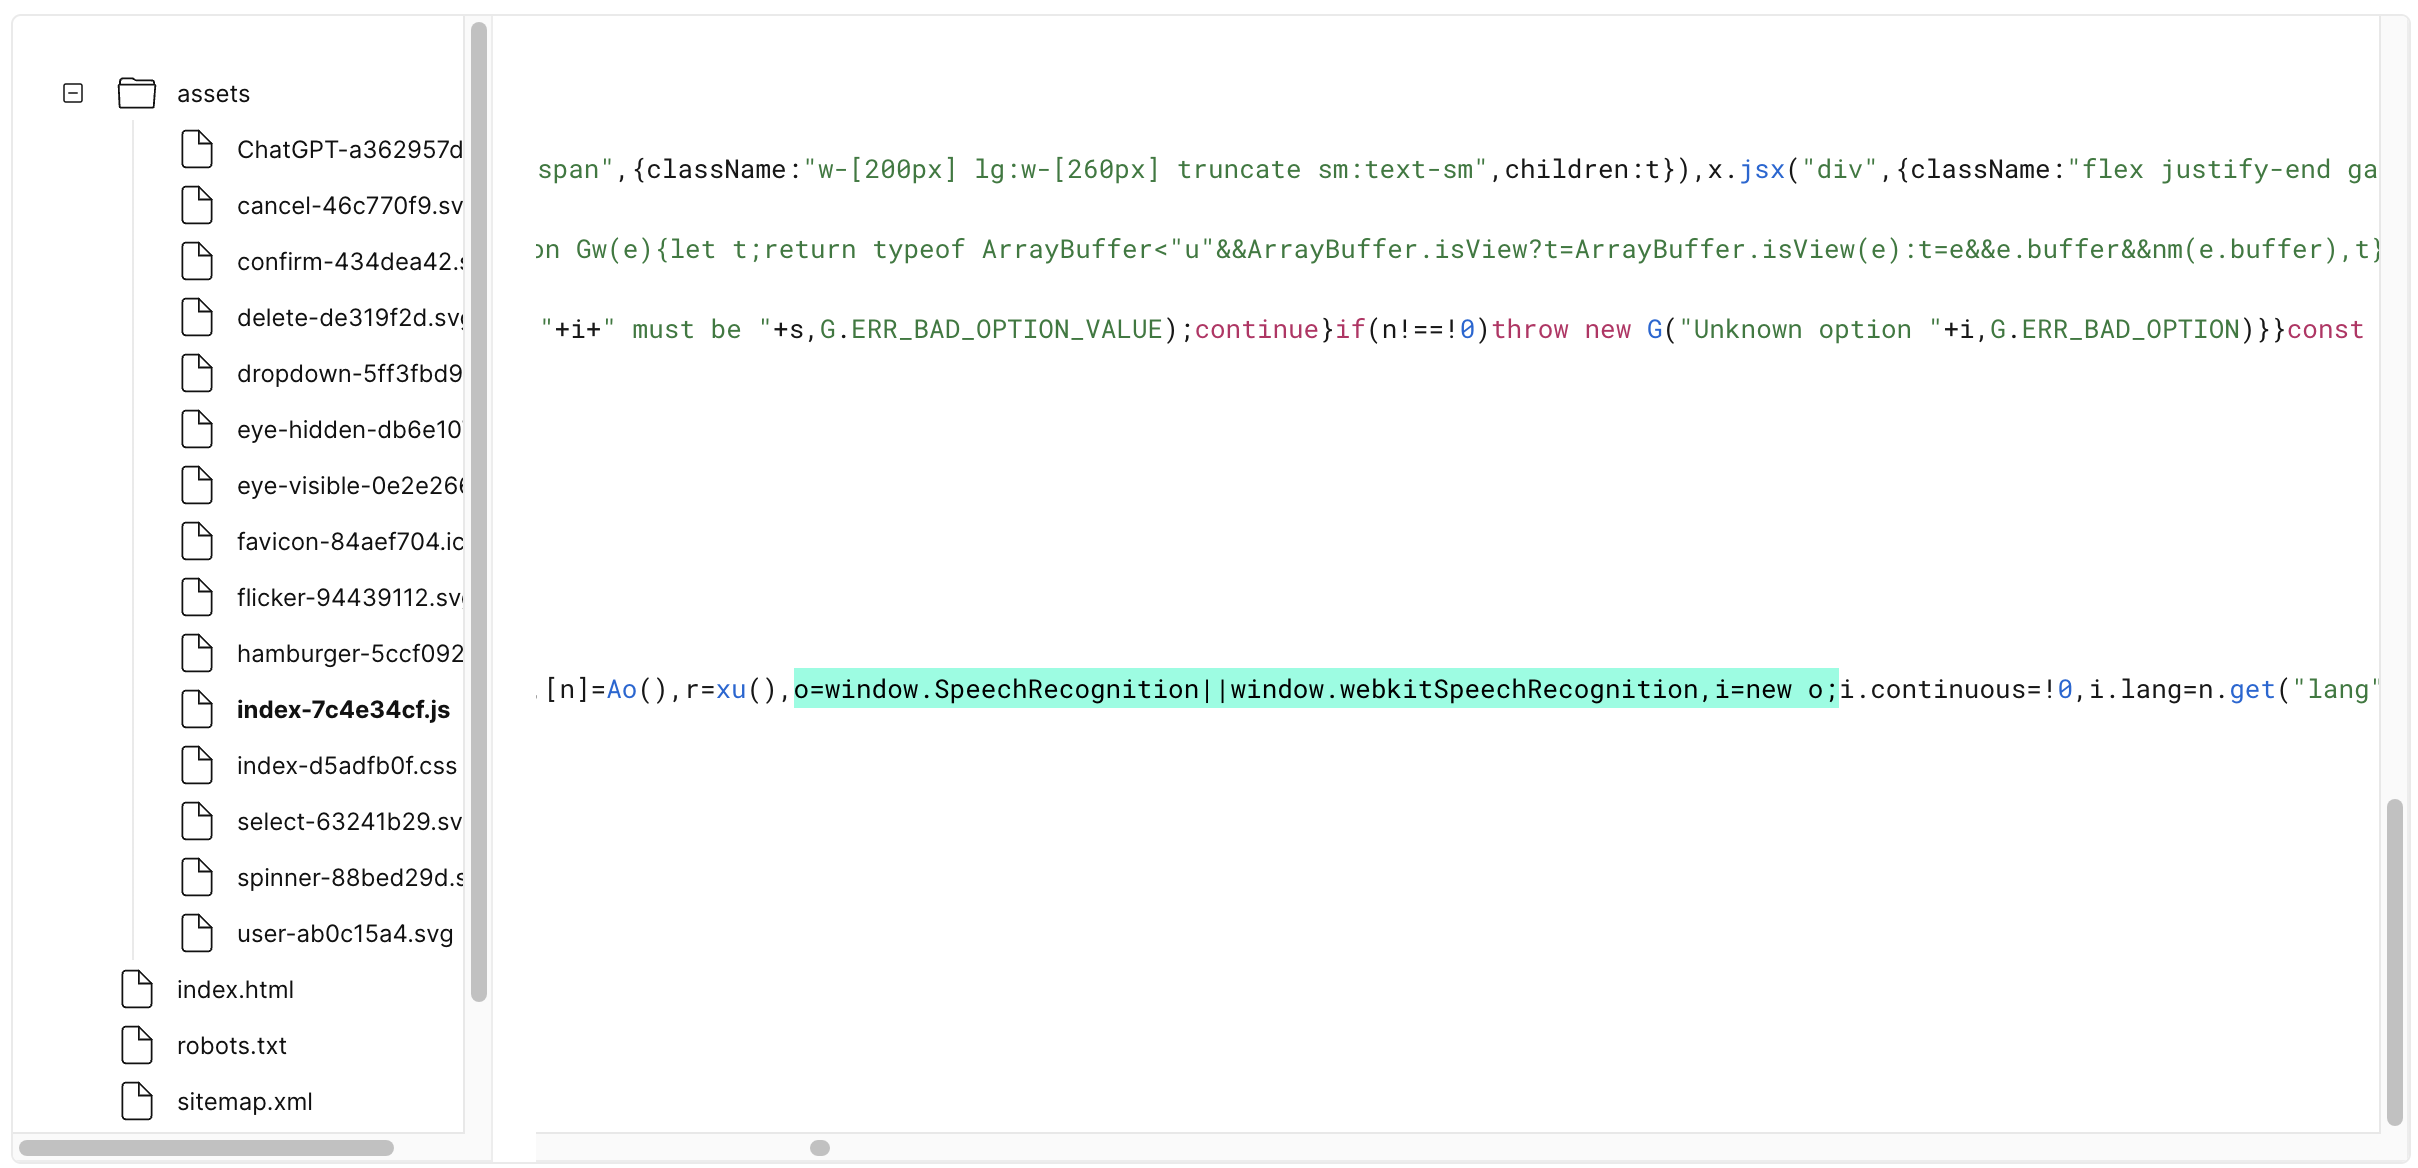 assets
ChatGPT-a362957d
cancel-46c770f9.sv
confirm-434dea42.s
delete-de319f2d.svg
dropdown-5ff3fbd9
eye-hidden-db6e10
eye-visible-0e2e266
favicon-84aef704.ic
flicker-94439112.svg
hamburger-5ccf092
index-7c4e34cf.js
index-d5adfb0f.css
select-63241b29.sv
spinner-88bed29d.s
user-ab0c15a4.svg
index.html
robots.txt
sitemap.xml
span",{className:"w-[200px] lg:w-[260px] truncate sm:text-sm",children:t}),x.jsx("div",{className:"flex justify-end ga
on Gw(e){let t;return typeof ArrayBuffer<"u"&&ArrayBuffer.isView?t=ArrayBuffer.isView(e):t=e&&e.buffer&&nm(e.buffer),t}
"+i+" must be "+s,G.ERR_BAD_OPTION_VALUE);continue}if(n!==!0)throw new G("Unknown option "+i,G.ERR_BAD_OPTION)}}const
,[n]=Ao(),r=xu(),o=window.SpeechRecognition||window.webkitSpeechRecognition,i=new o;i.continuous=!0,i.lang=n.get("lang"